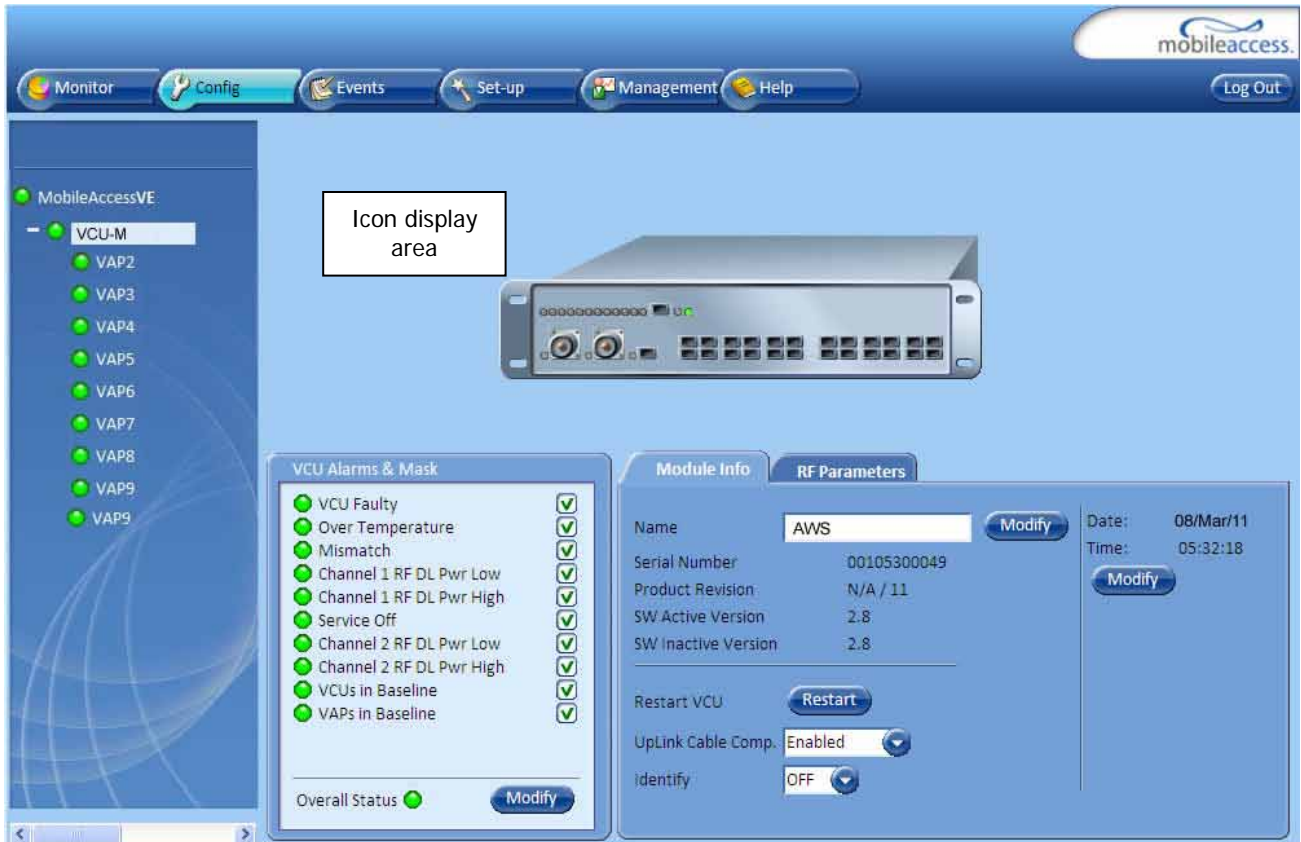 mobileaccess.
Monitor
Config
Events
Set-up
Management
Help
Log Out
MobileAccessVE
VCU-M
VAP2
VAP3
VAP4
VAP5
VAP6
VAP7
VAP8
VAP9
VAP9
Icon display
area
VCU Alarms & Mask
VCU Faulty
Over Temperature
Mismatch
Channel 1 RF DL Pwr Low
Channel 1 RF DL Pwr High
Service Off
Channel 2 RF DL Pwr Low
Channel 2 RF DL Pwr High
VCUs in Baseline
VAPs in Baseline
Overall Status
Modify
Module Info
RF Parameters
Name AWS Modify
Serial Number 00105300049
Product Revision N/A / 11
SW Active Version 2.8
SW Inactive Version 2.8
Restart VCU Restart
UpLink Cable Comp. Enabled
Identify OFF
Date: 08/Mar/11
Time: 05:32:18
Modify